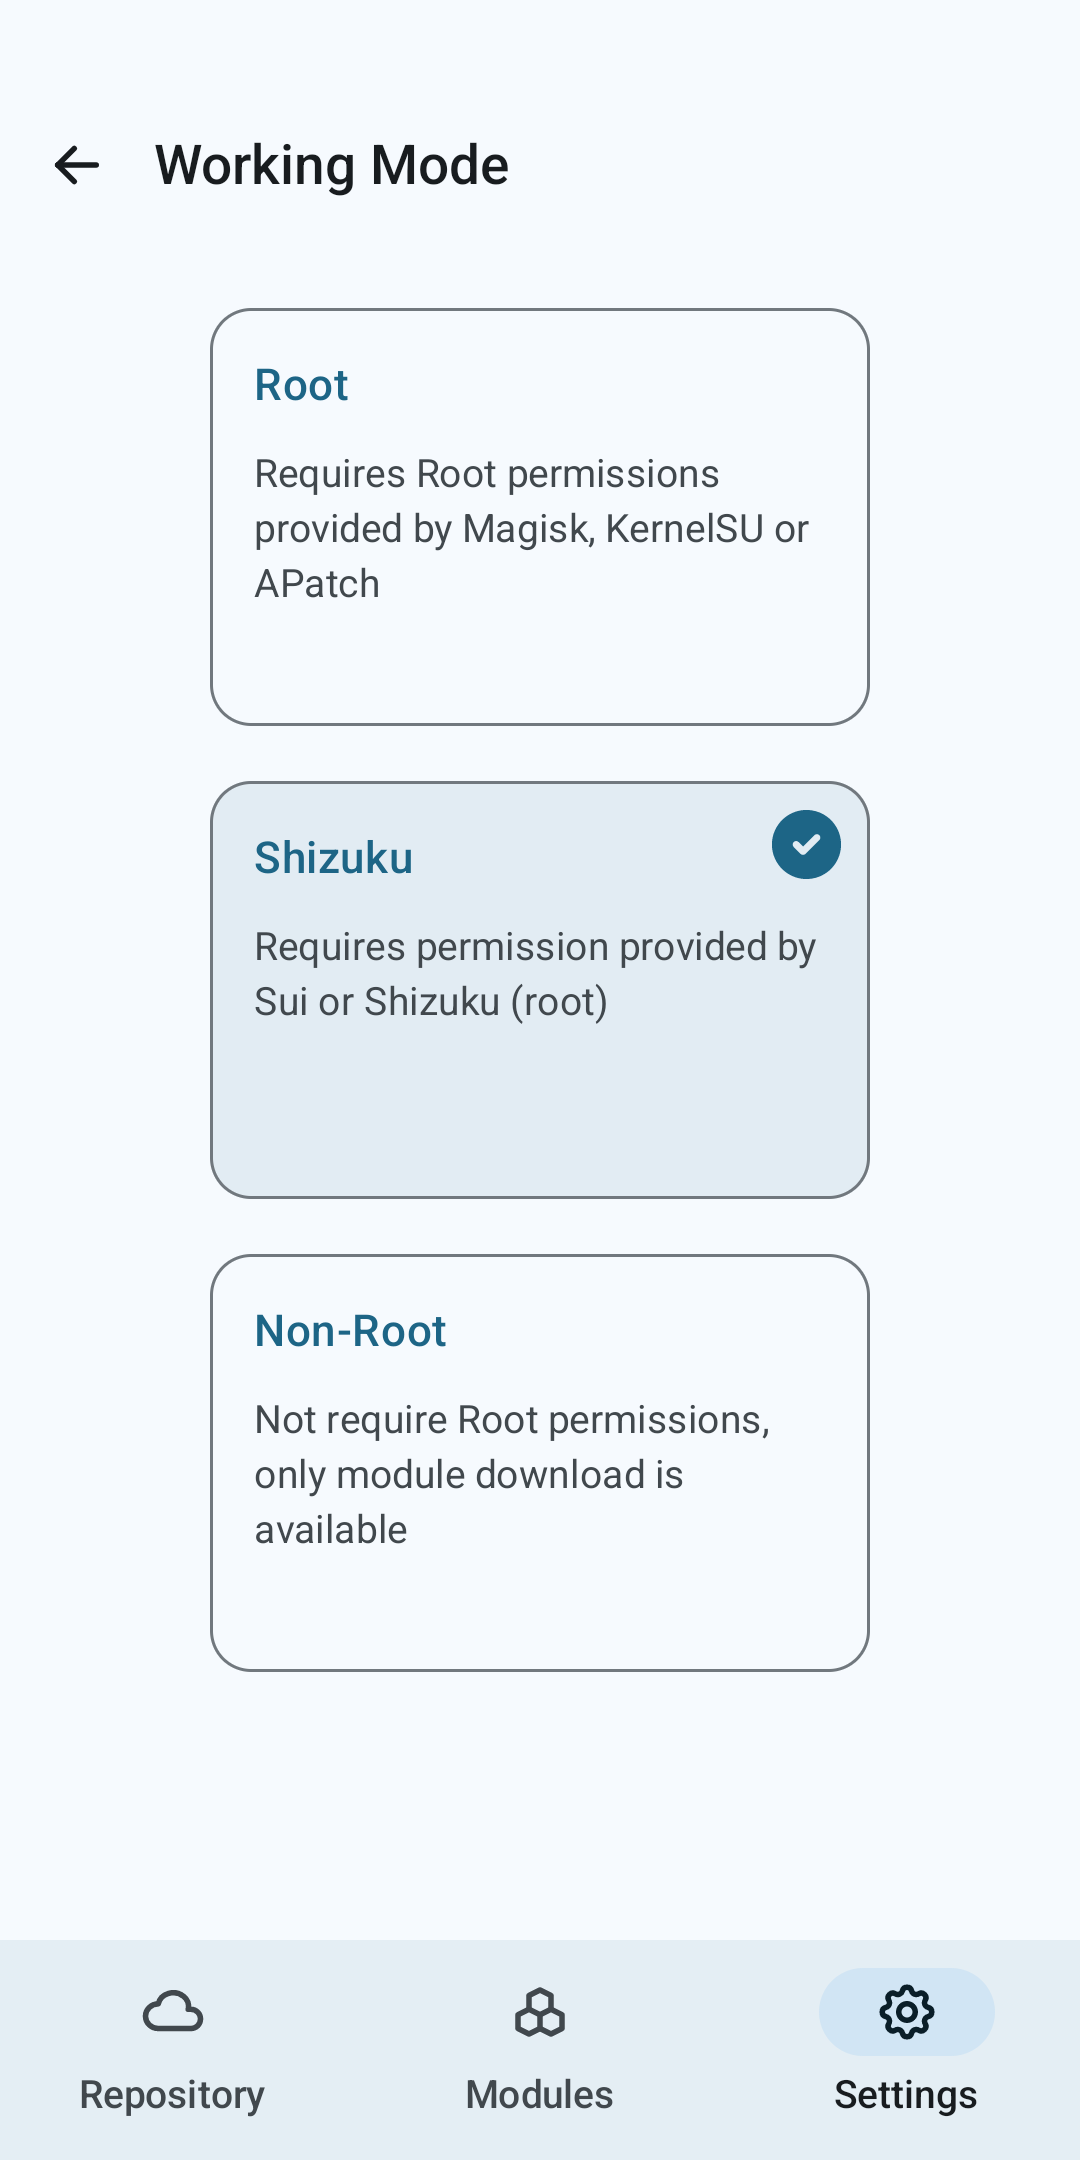 Working Mode
Root
Requires Root permissions
provided by Magisk, KernelSU or
APatch
Shizuku
Requires permission provided by
Sui or Shizuku (root)
Non-Root
Not require Root permissions,
only module download is
available
Repository
Modules
Settings